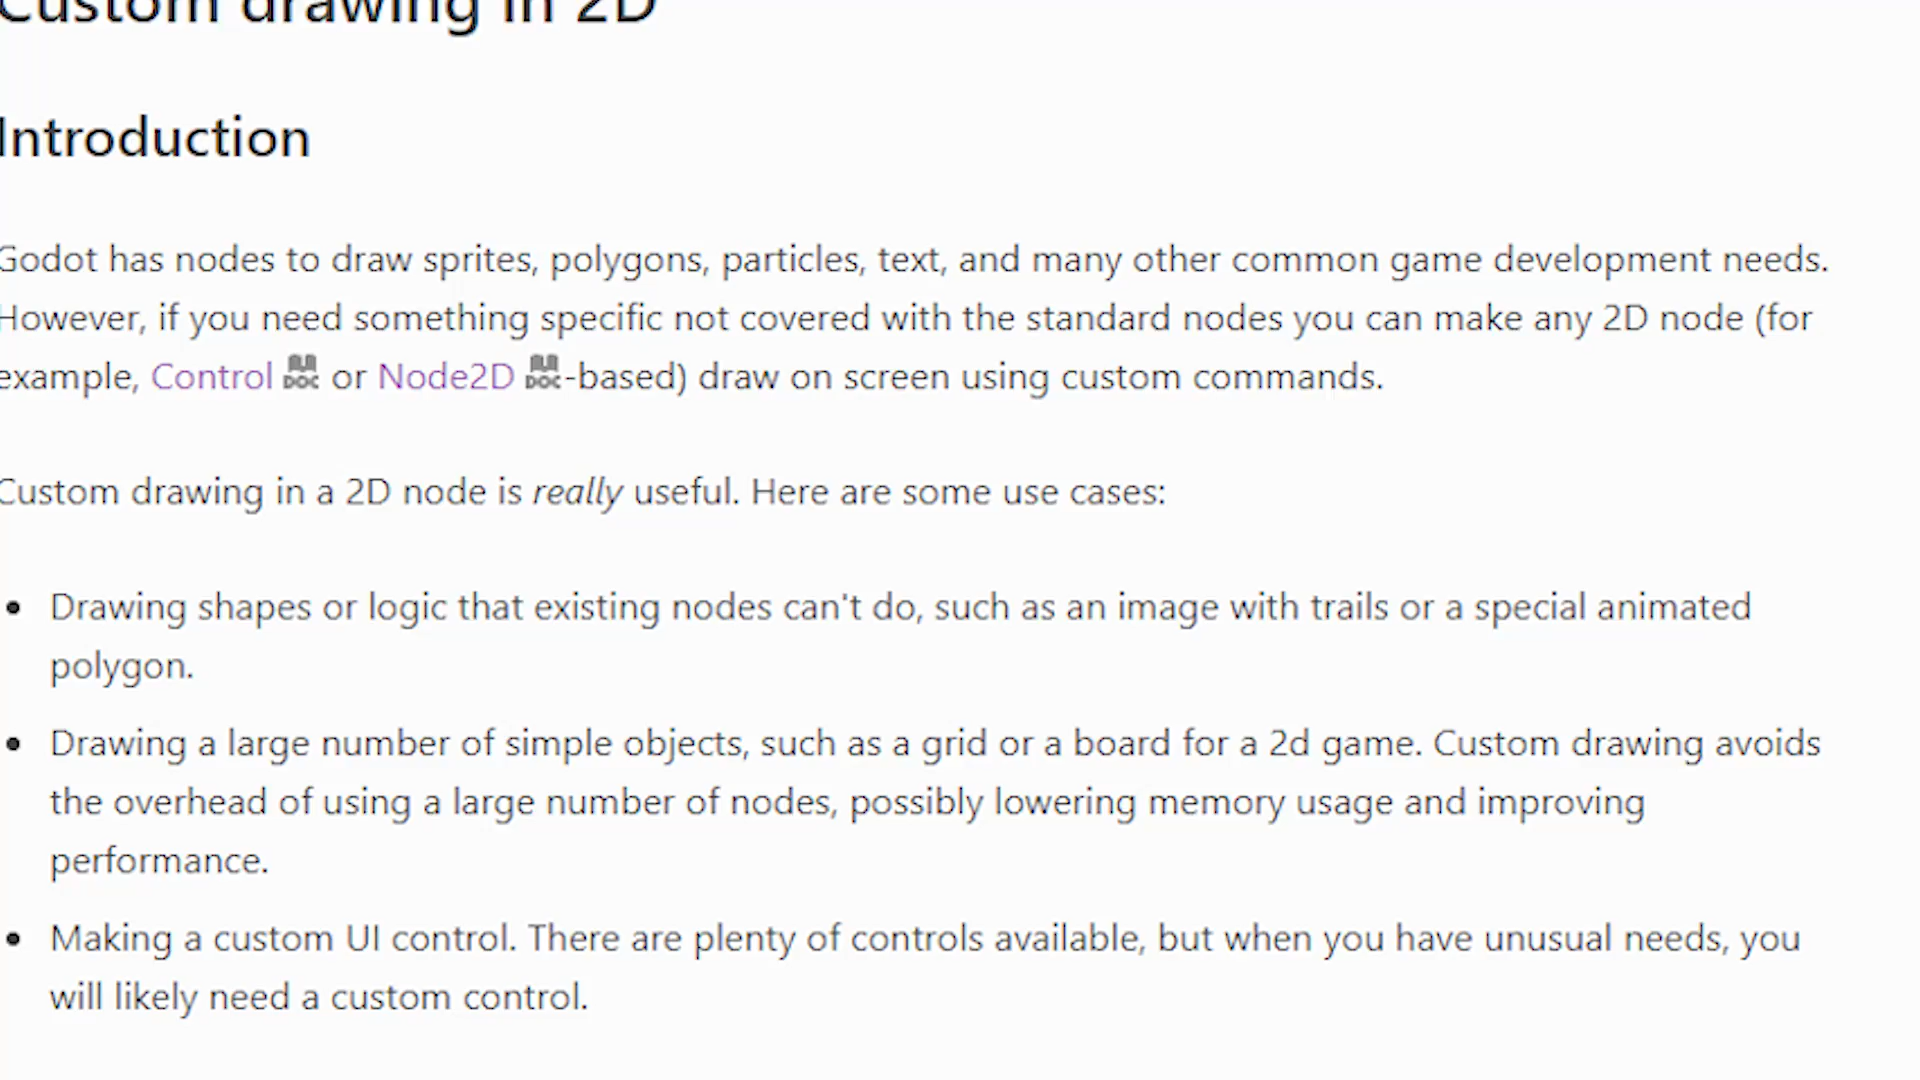 Custom drawing in 2D
Introduction
Godot has nodes to draw sprites, polygons, particles, text, and many other common game development needs.
However, if you need something specific not covered with the standard nodes you can make any 2D node (for
example, Control DOC or Node2D DOC-based) draw on screen using custom commands.
Custom drawing in a 2D node is really useful. Here are some use cases:
• Drawing shapes or logic that existing nodes can't do, such as an image with trails or a special animated
polygon.
• Drawing a large number of simple objects, such as a grid or a board for a 2d game. Custom drawing avoids
the overhead of using a large number of nodes, possibly lowering memory usage and improving
performance.
• Making a custom UI control. There are plenty of controls available, but when you have unusual needs, you
will likely need a custom control.